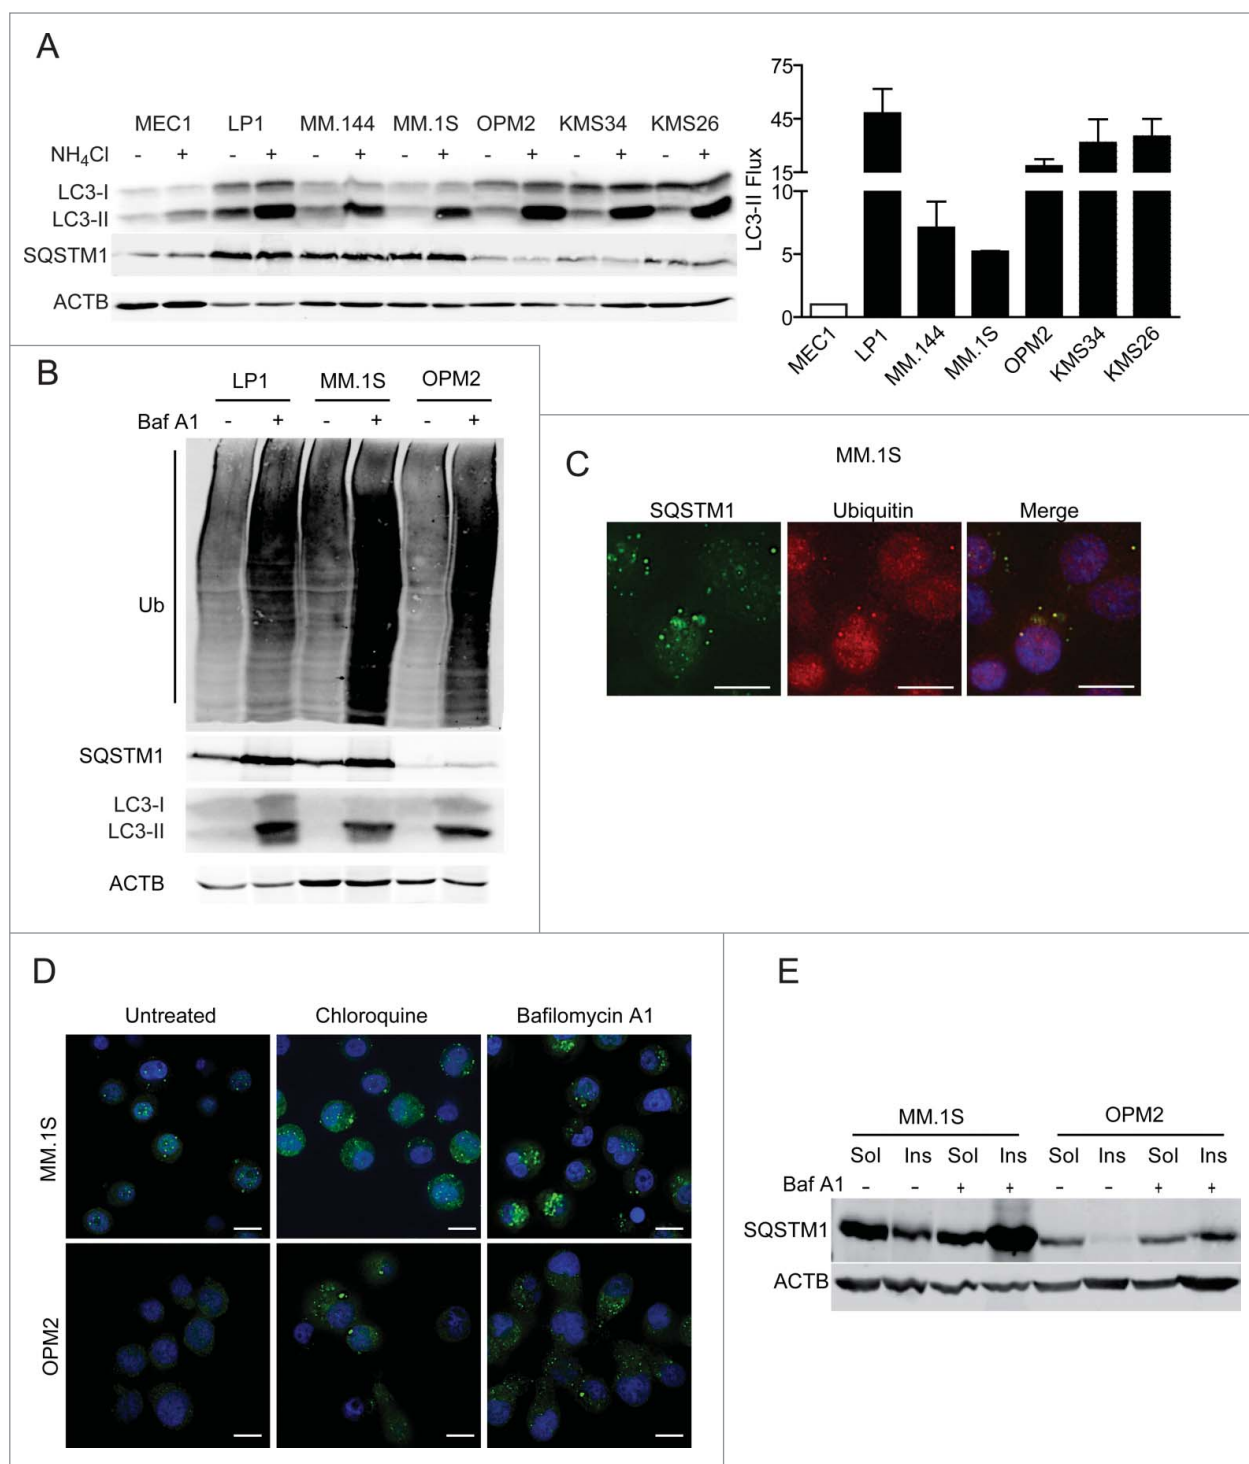 A
MEC1 LP1 MM.144 MM.1S OPM2 KMS34 KMS26
NH4Cl - + - + - + - + - + - + - +
LC3-I
LC3-II
SQSTM1
ACTB
LC3-II Flux
75
45
15
10
5
0
MEC1 LP1 MM.144 MM.1S OPM2 KMS34 KMS26
B
LP1 MM.1S OPM2
Baf A1 - + - + - +
Ub
SQSTM1
LC3-I
LC3-II
ACTB
C
MM.1S
SQSTM1 Ubiquitin Merge
D
Untreated Chloroquine Bafilomycin A1
MM.1S
OPM2
E
MM.1S OPM2
Sol Ins Sol Ins Sol Ins Sol Ins
Baf A1 - - + + - - + +
SQSTM1
ACTB